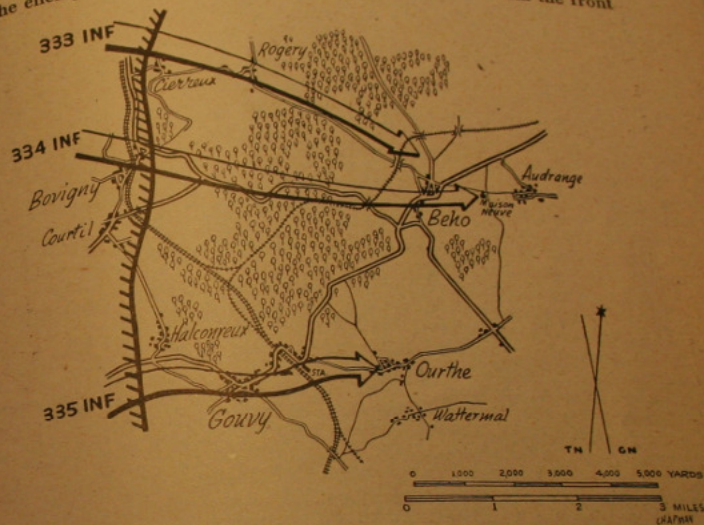 the front
333 INF
Rogery
Cierreux
334 INF
Bovigny
Courtil
Audrange
Maison
Neuve
Beho
Halconreux
STA.
Ourthe
335 INF
Gouvy
Wattermal
TN GN
0 1,000 2,000 3,000 4,000 5,000 YARDS
0 1 2 3 MILES